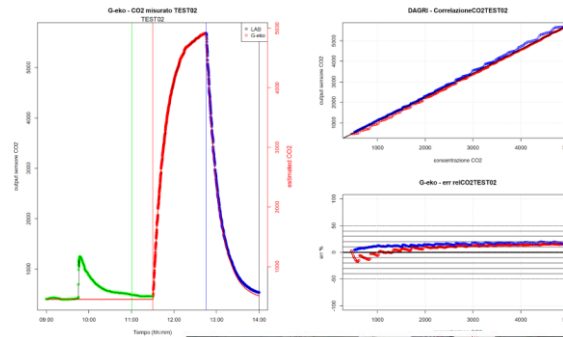 G-eko - CO2 misurato TEST02
TEST02
LAB
G-eko
output sensore CO2
5000
4000
3000
2000
1000
estimated CO2
5000
4000
3000
2000
1000
09:00
10:00
11:00
12:00
13:00
14:00
Tempo (hh:mm)
DAGRI - CorrelazioneCO2TEST02
output sensore CO2
5000
4000
3000
2000
1000
1000
2000
3000
4000
concentrazione CO2
G-eko - err relCO2TEST02
err %
100
50
0
-50
-100
1000
2000
3000
4000